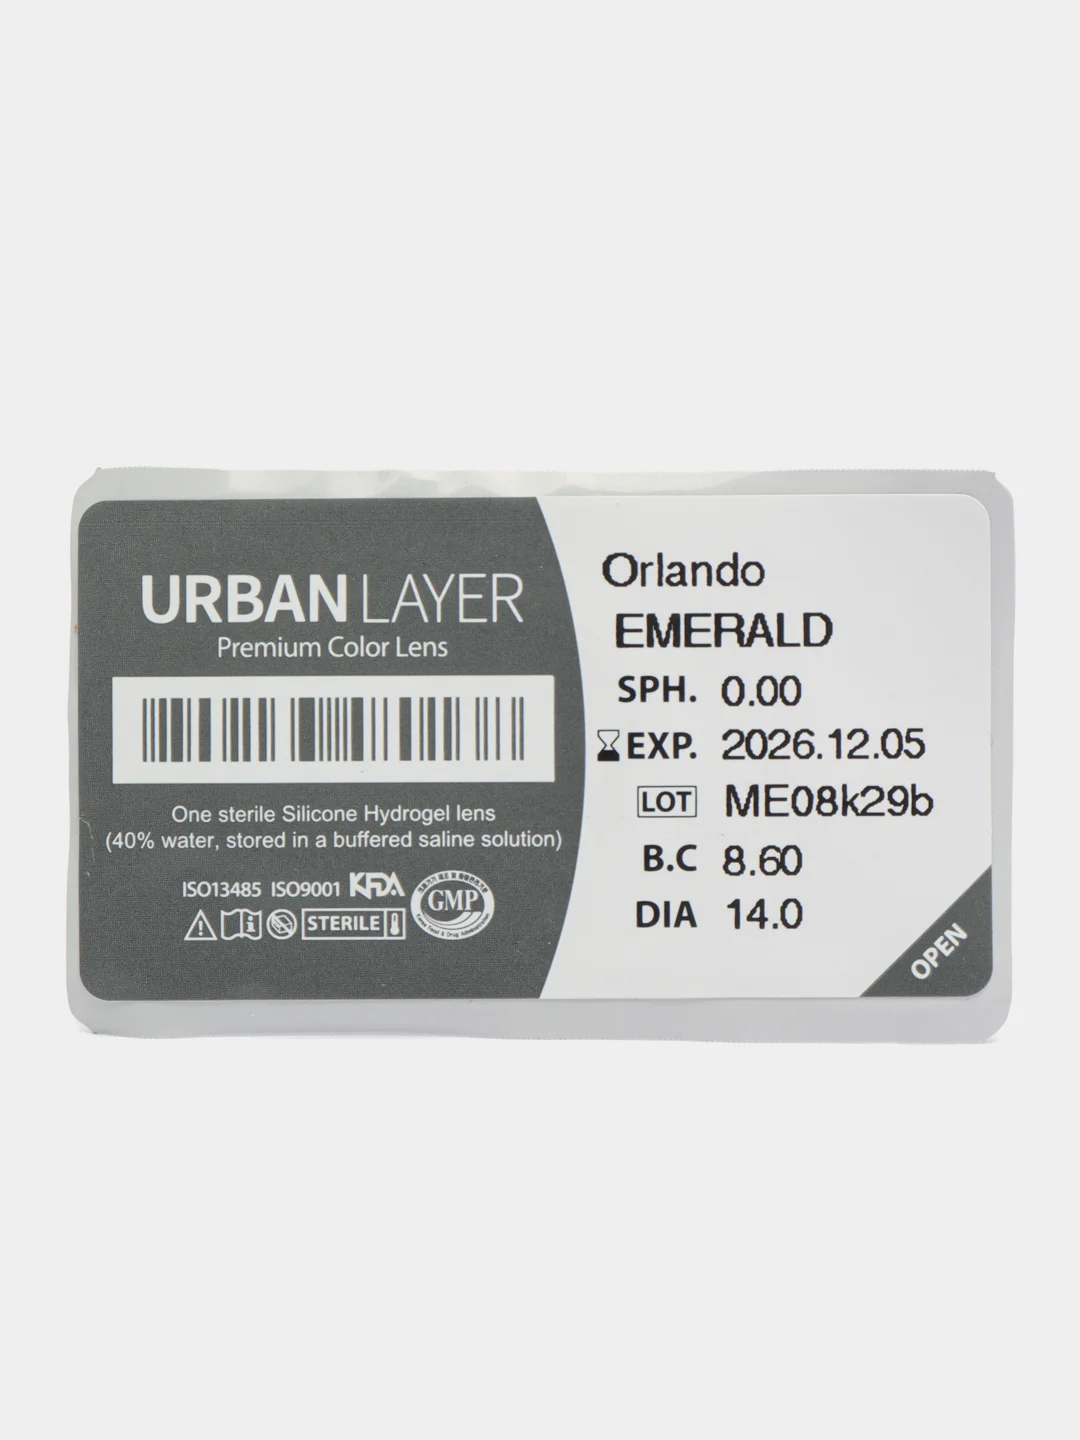 URBAN LAYER
Premium Color Lens
One sterile Silicone Hydrogel lens
(40% water, stored in a buffered saline solution)
ISO13485 ISO9001 KFDA
STERILE
GMP
Orlando
EMERALD
SPH. 0.00
EXP. 2026.12.05
LOT ME08k29b
B.C 8.60
DIA 14.0
OPEN